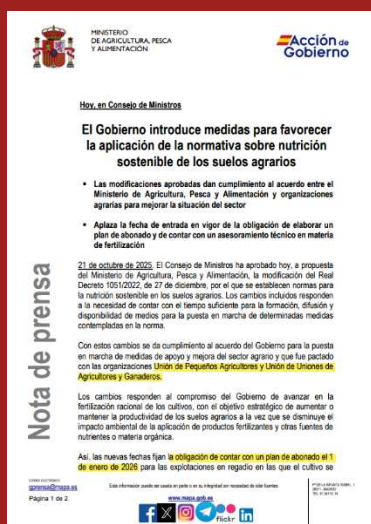 MINISTERIO
DE AGRICULTURA, PESCA
Y ALIMENTACIÓN
Acción de
Gobierno
Hoy, en Consejo de Ministros
El Gobierno introduce medidas para favorecer
la aplicación de la normativa sobre nutrición
sostenible de los suelos agrarios
• Las modificaciones aprobadas dan cumplimiento al acuerdo entre el
Ministerio de Agricultura, Pesca y Alimentación y organizaciones
agrarias para mejorar la situación del sector
• Aplaza la fecha de entrada en vigor de la obligación de elaborar un
plan de abonado y de contar con un asesoramiento técnico en materia
de fertilización
21 de octubre de 2025. El Consejo de Ministros ha aprobado hoy, a propuesta
del Ministerio de Agricultura, Pesca y Alimentación, la modificación del Real
Decreto 1051/2022, de 27 de diciembre, por el que se establecen normas para
la nutrición sostenible en los suelos agrarios. Los cambios incluidos responden
a la necesidad de contar con el tiempo suficiente para la formación, difusión y
disponibilidad de medios para la puesta en marcha de determinadas medidas
contempladas en la norma.
Con estos cambios se da cumplimiento al acuerdo del Gobierno para la puesta
en marcha de medidas de apoyo y mejora del sector agrario y que fue pactado
con las organizaciones Unión de Pequeños Agricultores y Unión de Uniones de
Agricultores y Ganaderos.
Los cambios responden al compromiso del Gobierno de avanzar en la
fertilización racional de los cultivos, con el objetivo estratégico de aumentar o
mantener la productividad de los suelos agrarios a la vez que se disminuye el
impacto ambiental de la aplicación de productos fertilizantes y otras fuentes de
nutrientes o materia orgánica.
Así, las nuevas fechas fijan la obligación de contar con un plan de abonado el 1
de enero de 2026 para las explotaciones en regadío en las que el cultivo se
Nota de prensa
CORREO ELECTRÓNICO
gprensa@mapa.es
Página 1 de 2
Esta información puede ser usada en parte o en su integridad sin necesidad de citar fuentes
www.mapa.gob.es
flickr